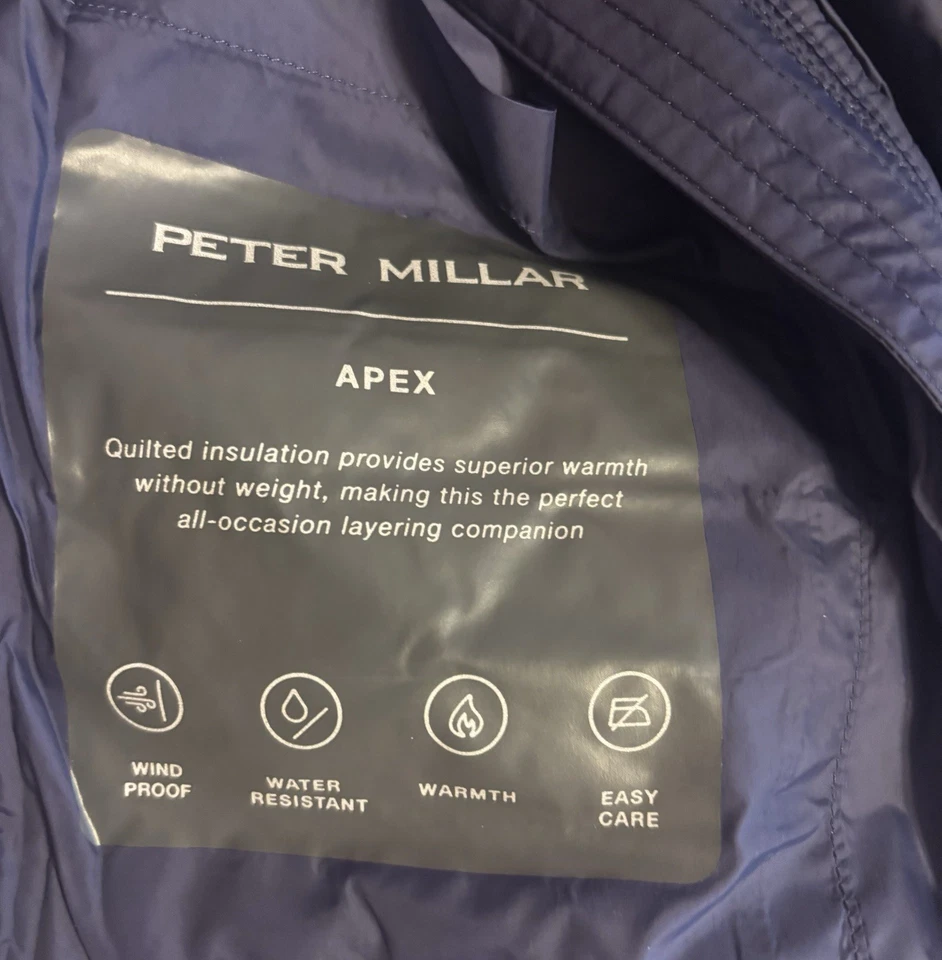 PETER MILLAR
APEX
Quilted insulation provides superior warmth
without weight, making this the perfect
all-occasion layering companion
WIND
PROOF
WATER
RESISTANT
WARMTH
EASY
CARE